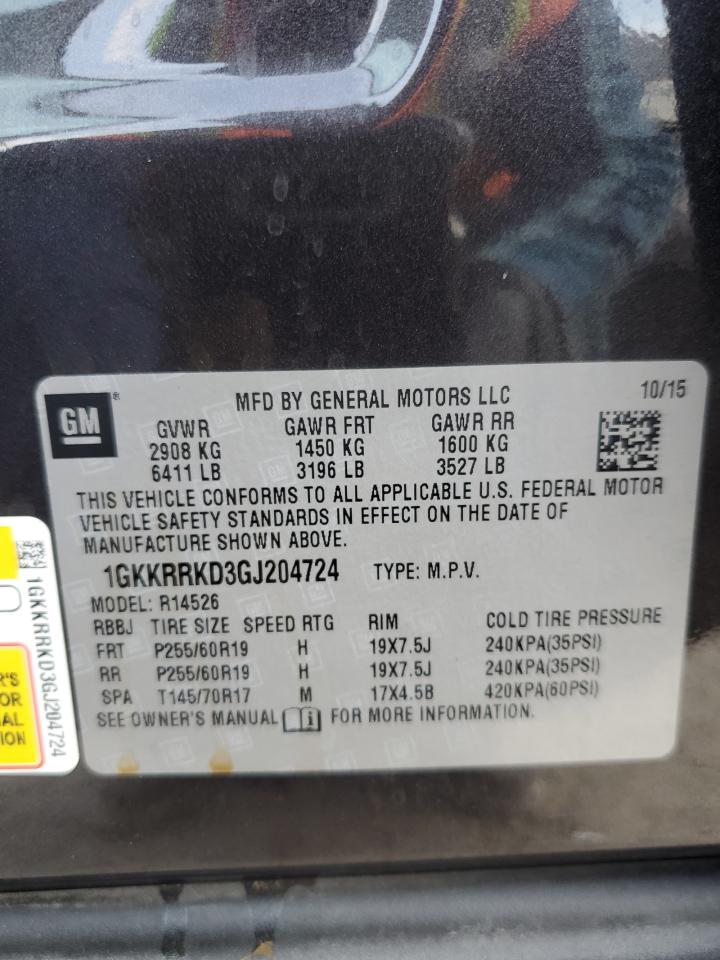 GM ®
MFD BY GENERAL MOTORS LLC
10/15
GVWR GAWR FRT GAWR RR
2908 KG 1450 KG 1600 KG
6411 LB 3196 LB 3527 LB
THIS VEHICLE CONFORMS TO ALL APPLICABLE U.S. FEDERAL MOTOR
VEHICLE SAFETY STANDARDS IN EFFECT ON THE DATE OF
MANUFACTURE SHOWN ABOVE.
1GKKRRKD3GJ204724 TYPE: M.P.V.
MODEL: R14526
RBBJ TIRE SIZE SPEED RTG RIM COLD TIRE PRESSURE
FRT P255/60R19 H 19X7.5J 240KPA(35PSI)
RR P255/60R19 H 19X7.5J 240KPA(35PSI)
SPA T145/70R17 M 17X4.5B 420KPA(60PSI)
SEE OWNER'S MANUAL i FOR MORE INFORMATION.
1GKKRRKD3GJ204724
R'S
OR
IAL
ION